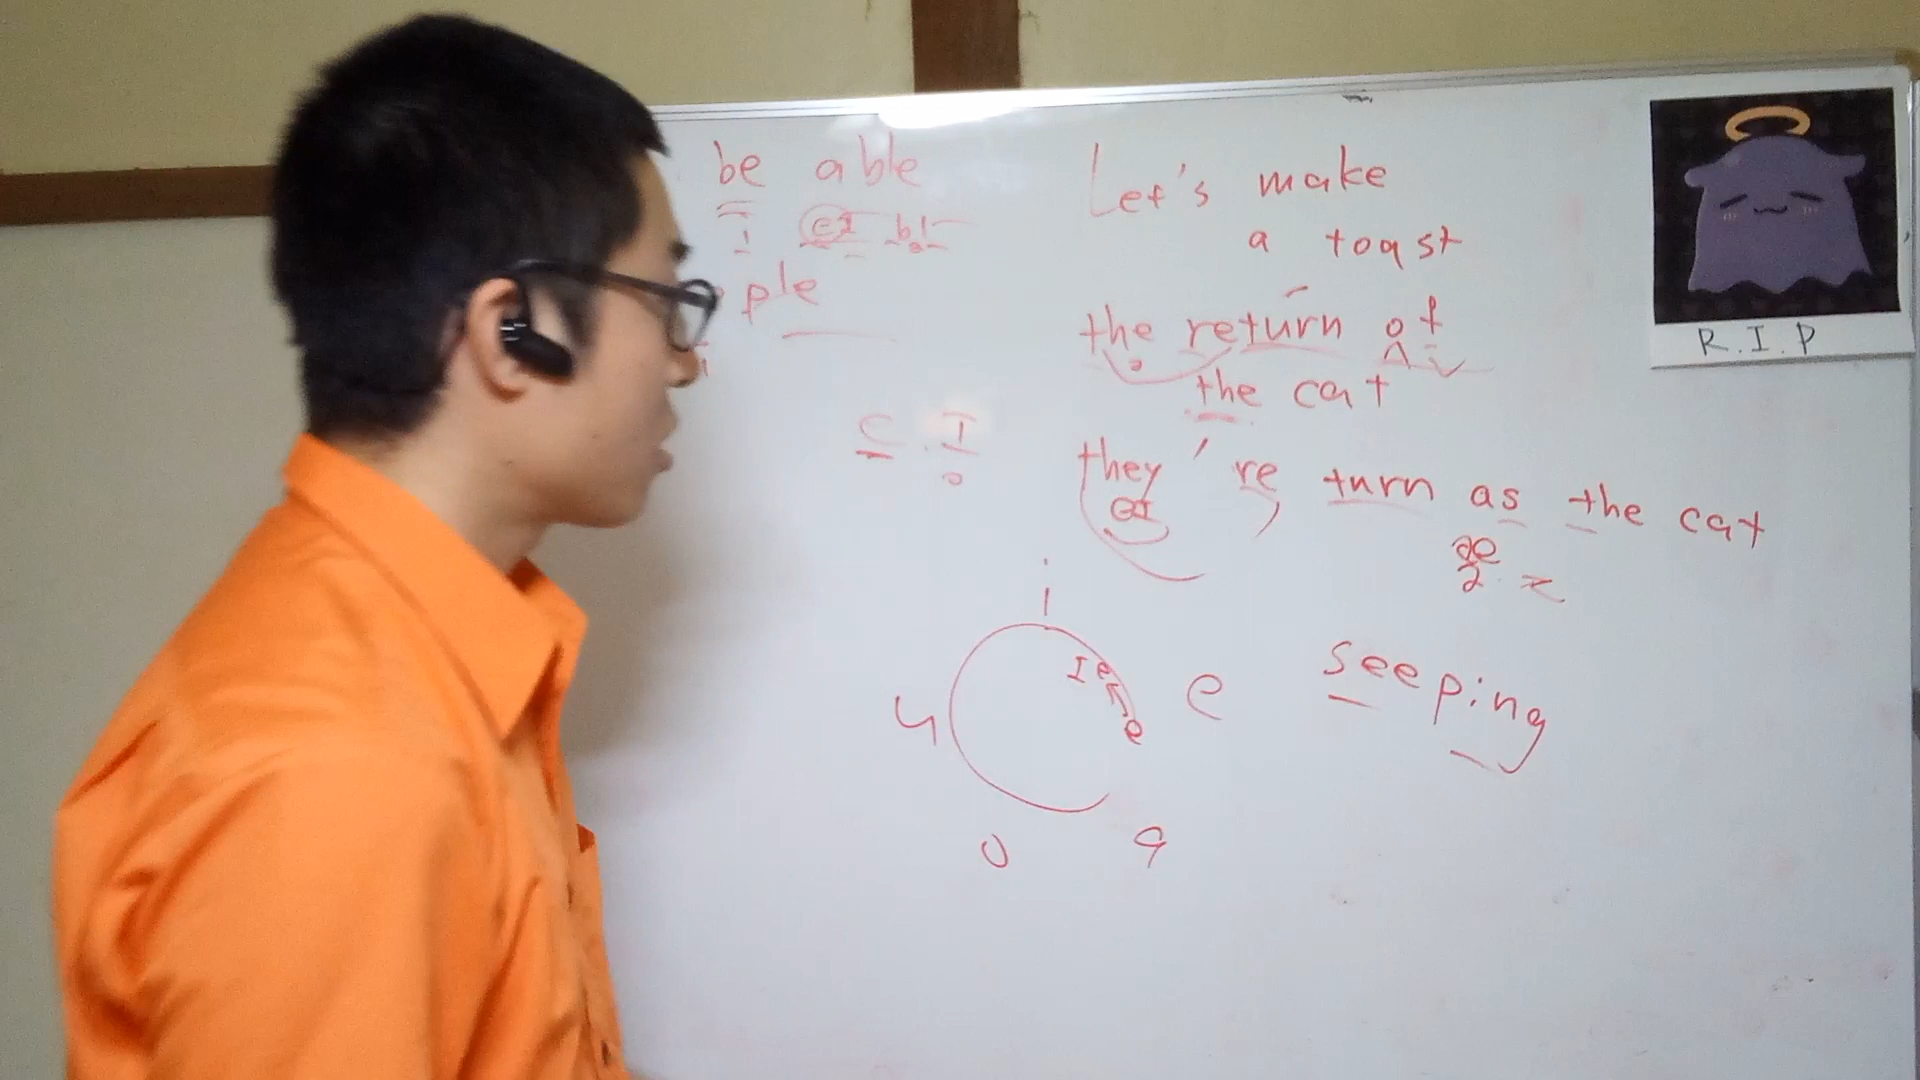 be able
i eI bl
ple
Let's make
a toast
the return of
ə ʌ v
the cat
C I
ə
they're turn as the cat
eI
æ
z
i
I e
e
u
e
o
a
seeping
R.I.P